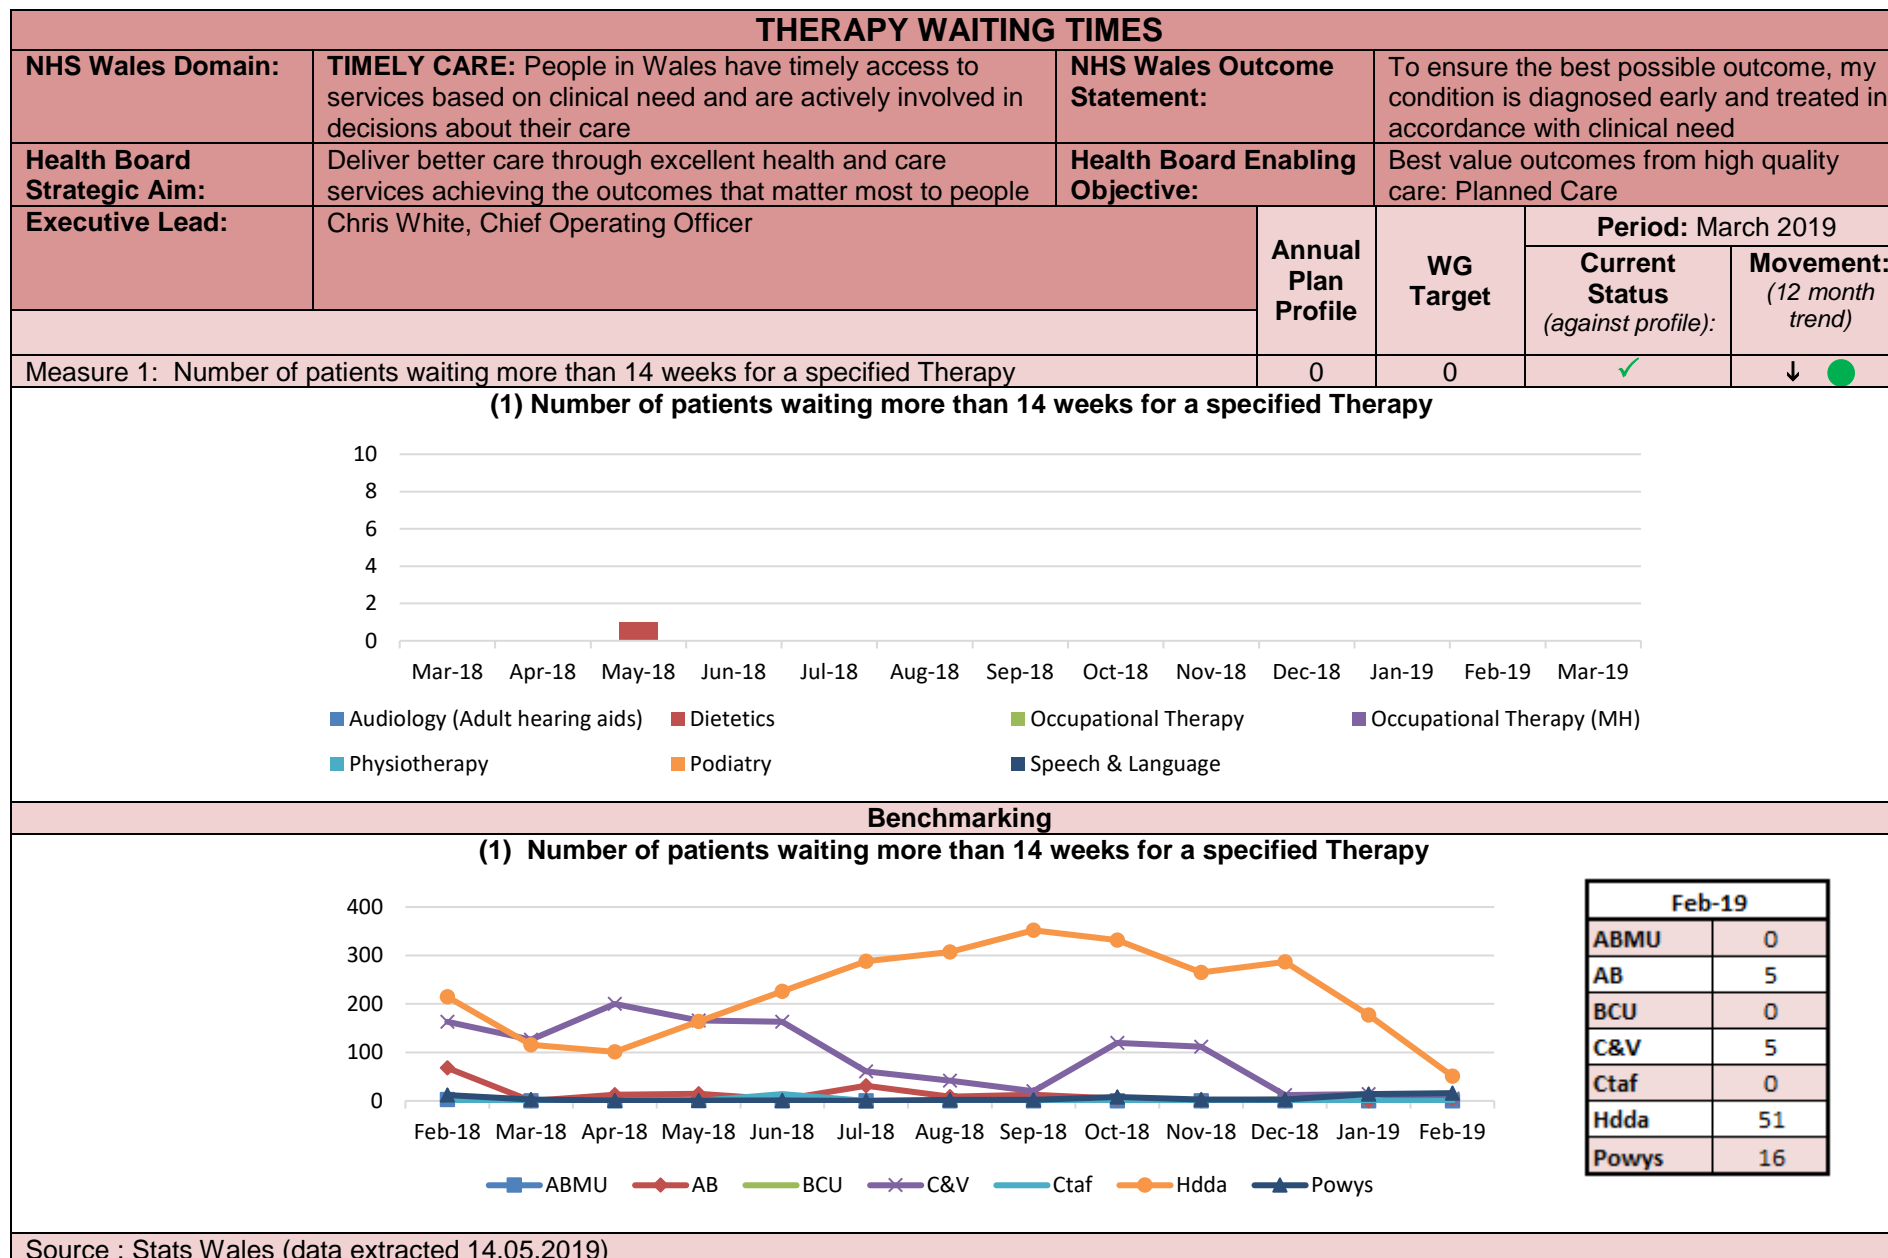 THERAPY WAITING TIMES
NHS Wales Domain:
TIMELY CARE: People in Wales have timely access to
services based on clinical need and are actively involved in
decisions about their care
NHS Wales Outcome
Statement:
To ensure the best possible outcome, my
condition is diagnosed early and treated in
accordance with clinical need
Health Board
Strategic Aim:
Deliver better care through excellent health and care
services achieving the outcomes that matter most to people
Health Board Enabling
Objective:
Best value outcomes from high quality
care: Planned Care
Executive Lead:
Chris White, Chief Operating Officer
Annual
Plan
Profile
WG
Target
Period: March 2019
Current
Status
(against profile):
Movement:
(12 month
trend)
Measure 1: Number of patients waiting more than 14 weeks for a specified Therapy 0 0 ✓ ↓
(1) Number of patients waiting more than 14 weeks for a specified Therapy
10
8
6
4
2
0
Mar-18 Apr-18 May-18 Jun-18 Jul-18 Aug-18 Sep-18 Oct-18 Nov-18 Dec-18 Jan-19 Feb-19 Mar-19
Audiology (Adult hearing aids) Dietetics Occupational Therapy Occupational Therapy (MH)
Physiotherapy Podiatry Speech & Language
Benchmarking
(1) Number of patients waiting more than 14 weeks for a specified Therapy
400
300
200
100
0
Feb-18 Mar-18 Apr-18 May-18 Jun-18 Jul-18 Aug-18 Sep-18 Oct-18 Nov-18 Dec-18 Jan-19 Feb-19
ABMU AB BCU C&V Ctaf Hdda Powys
Feb-19
ABMU 0
AB 5
BCU 0
C&V 5
Ctaf 0
Hdda 51
Powys 16
Source : Stats Wales (data extracted 14.05.2019)